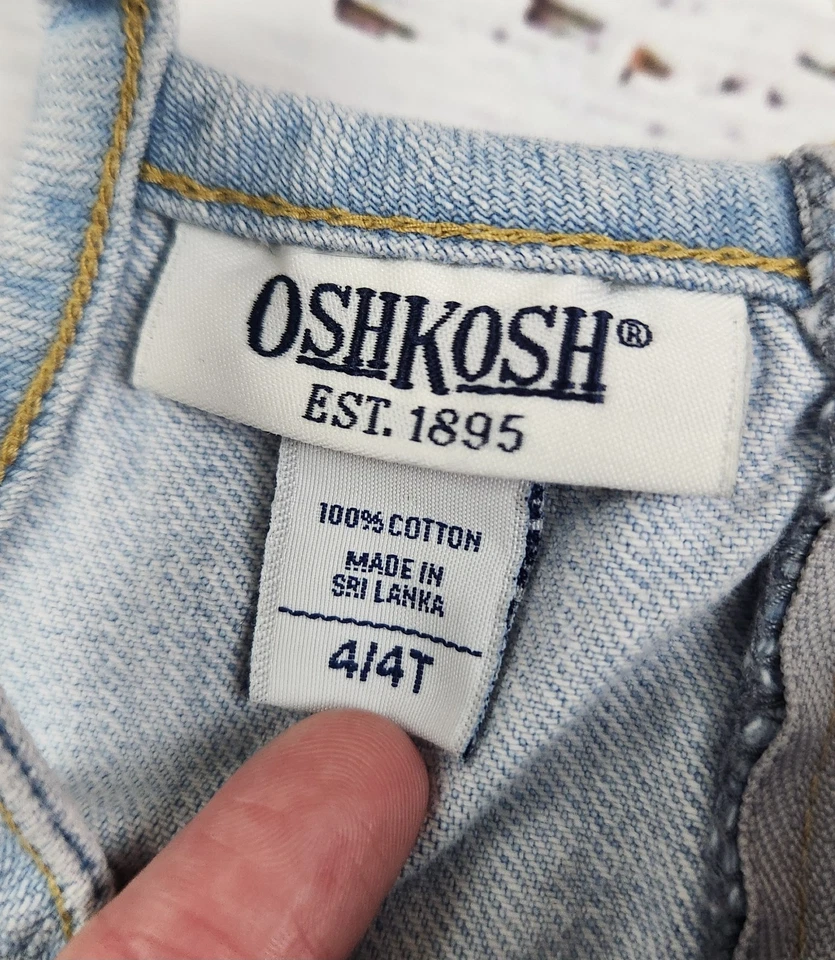 OSHKOSH®
EST. 1895
100% COTTON
MADE IN
SRI LANKA
4/4T